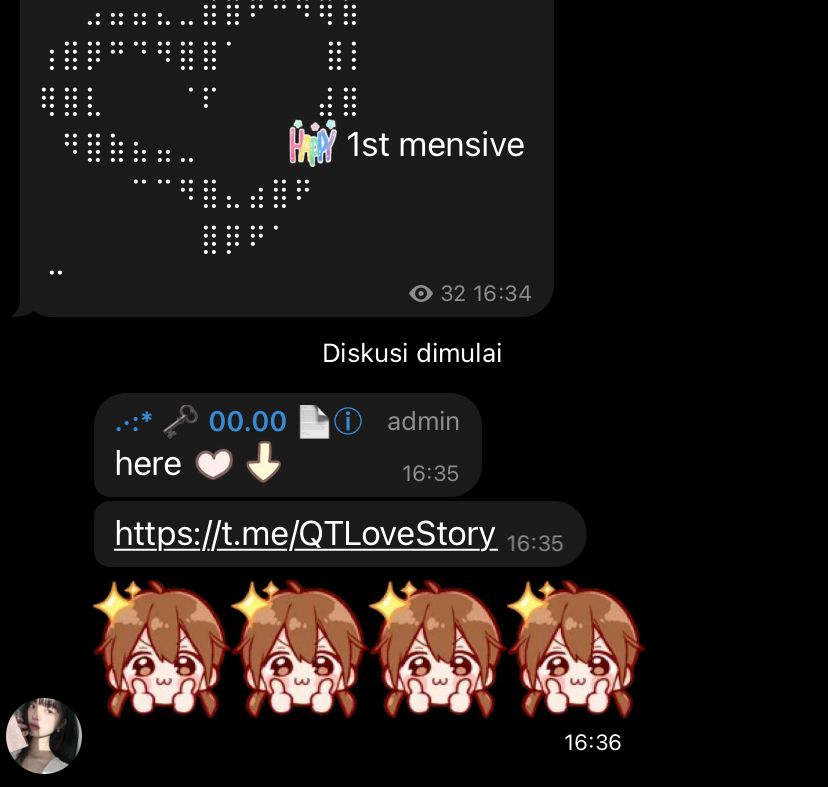 HAPPY 1st mensive
32 16:34
Diskusi dimulai
.·:* 00.00 admin
here
16:35
https://t.me/QTLoveStory 16:35
16:36